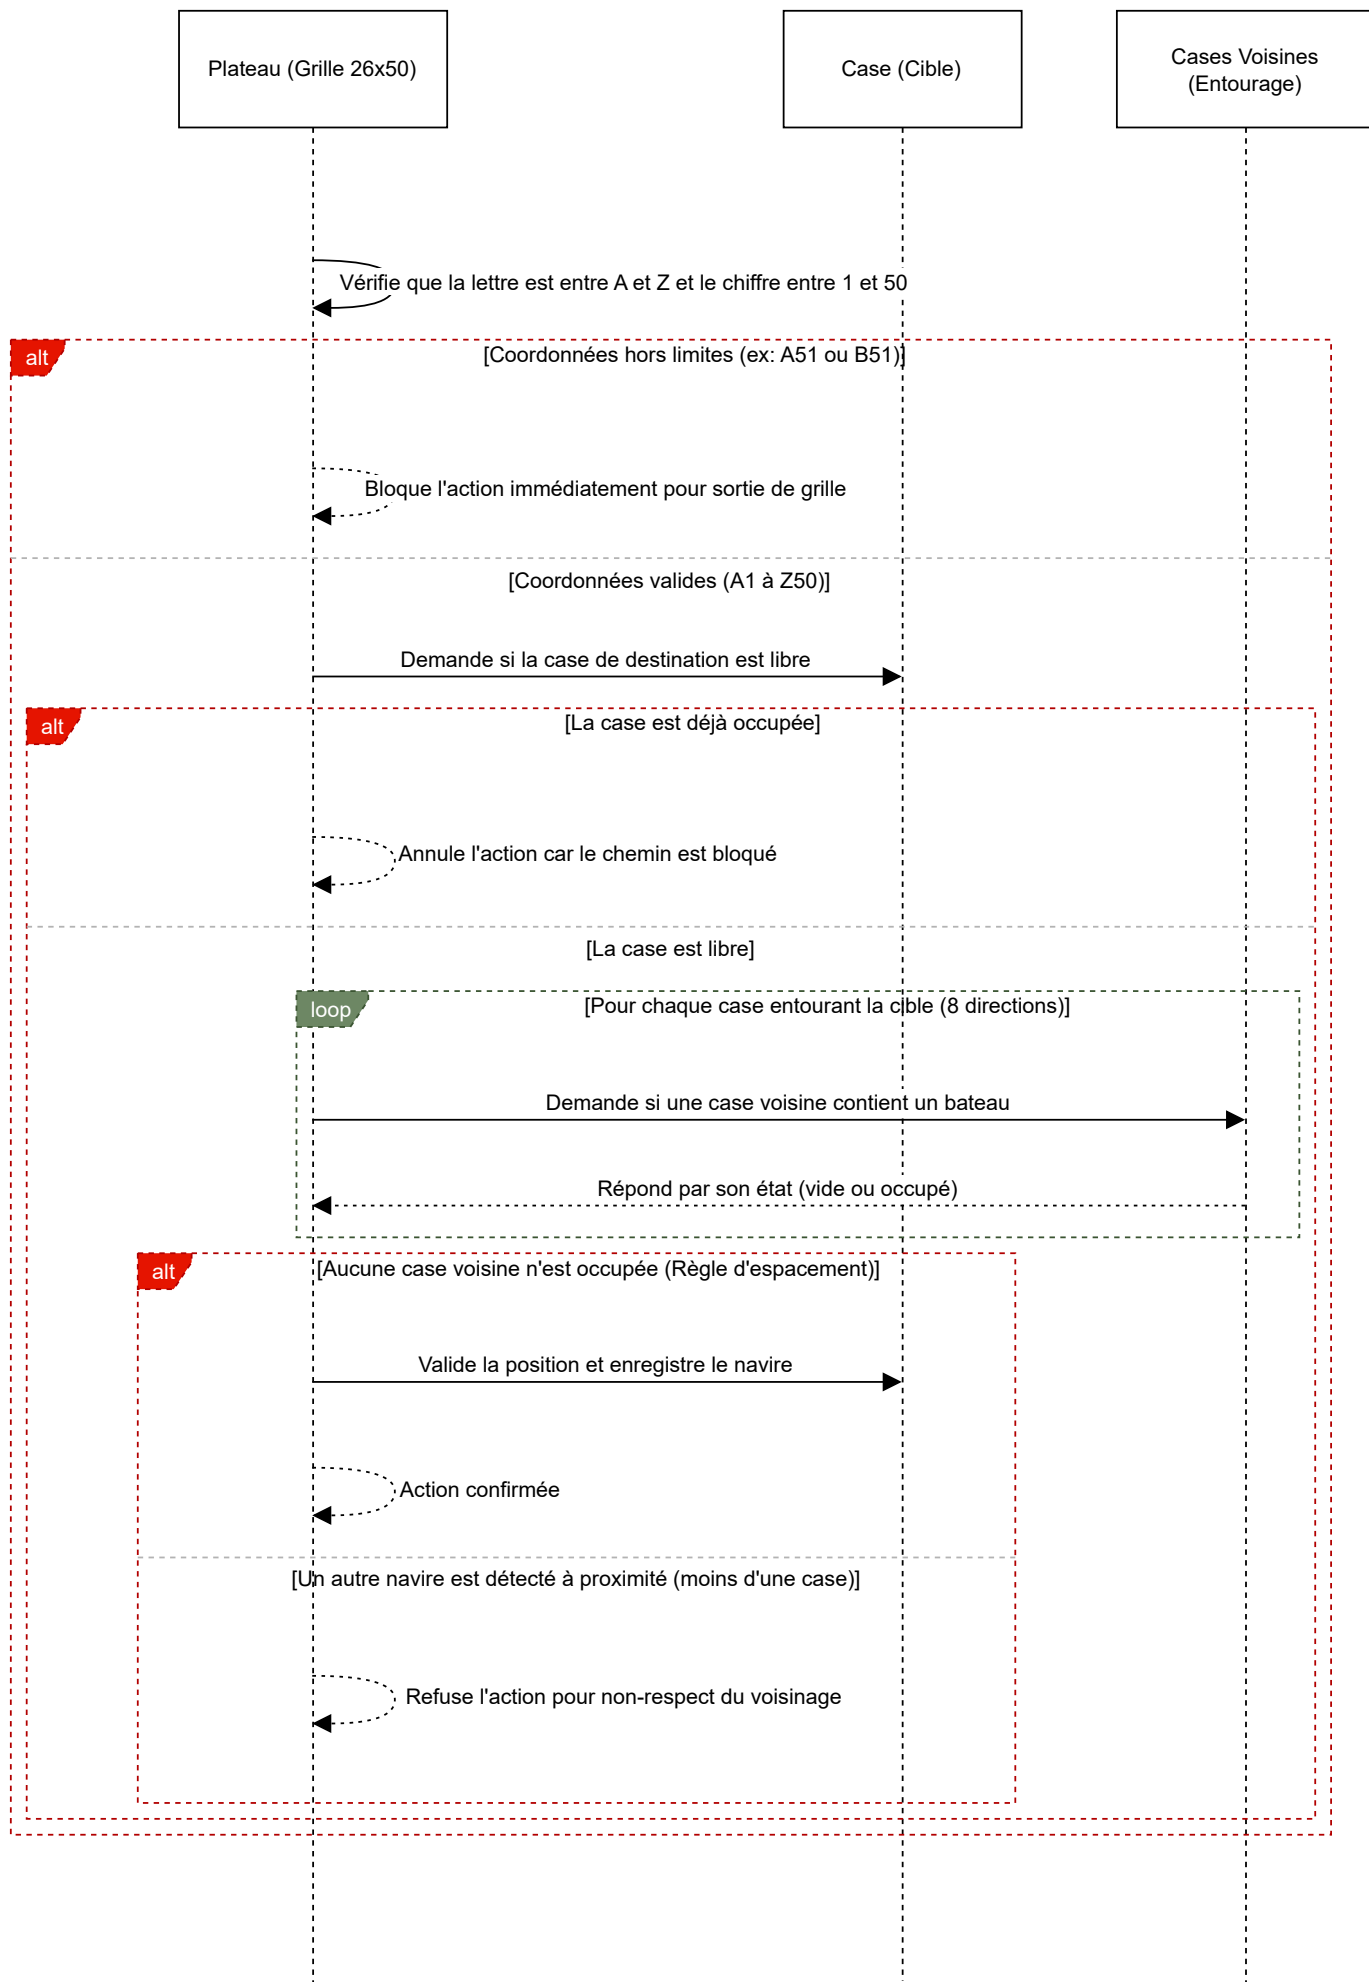 Plateau (Grille 26x50)
Case (Cible)
Cases Voisines
(Entourage)
Vérifie que la lettre est entre A et Z et le chiffre entre 1 et 50
alt
[Coordonnées hors limites (ex: A51 ou B51)]
Bloque l'action immédiatement pour sortie de grille
[Coordonnées valides (A1 à Z50)]
Demande si la case de destination est libre
alt
[La case est déjà occupée]
Annule l'action car le chemin est bloqué
[La case est libre]
loop
[Pour chaque case entourant la cible (8 directions)]
Demande si une case voisine contient un bateau
Répond par son état (vide ou occupé)
alt
[Aucune case voisine n'est occupée (Règle d'espacement)]
Valide la position et enregistre le navire
Action confirmée
[Un autre navire est détecté à proximité (moins d'une case)]
Refuse l'action pour non-respect du voisinage